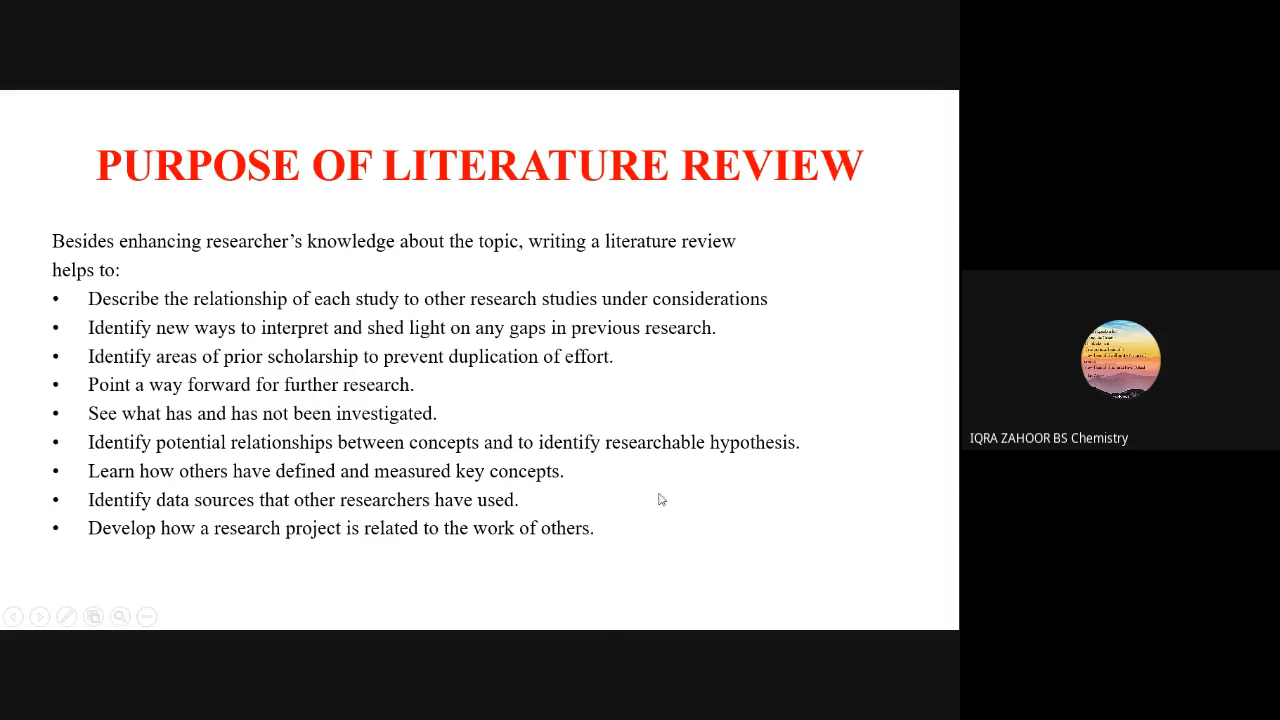 PURPOSE OF LITERATURE REVIEW
Besides enhancing researcher’s knowledge about the topic, writing a literature review
helps to:
• Describe the relationship of each study to other research studies under considerations
• Identify new ways to interpret and shed light on any gaps in previous research.
• Identify areas of prior scholarship to prevent duplication of effort.
• Point a way forward for further research.
• See what has and has not been investigated.
• Identify potential relationships between concepts and to identify researchable hypothesis.
• Learn how others have defined and measured key concepts.
• Identify data sources that other researchers have used.
• Develop how a research project is related to the work of others.
IQRA ZAHOOR BS Chemistry